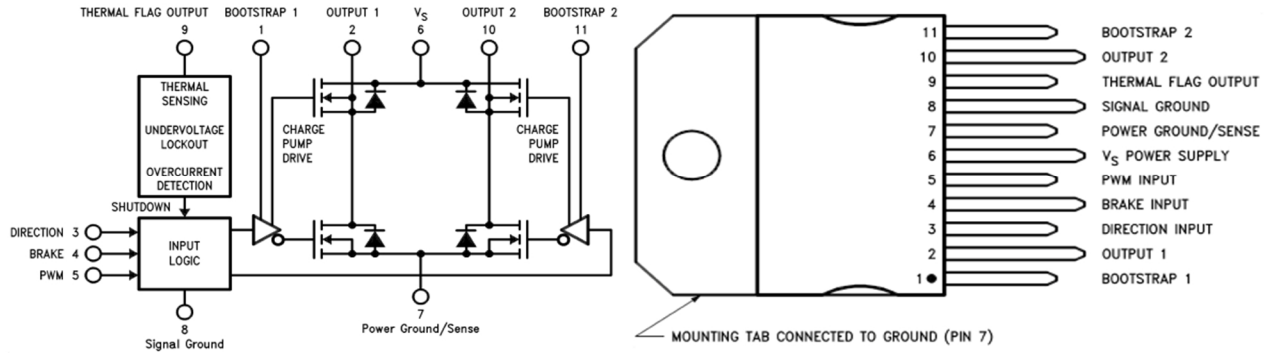 THERMAL FLAG OUTPUT
9
BOOTSTRAP 1
1
OUTPUT 1
2
VS
6
OUTPUT 2
10
BOOTSTRAP 2
11
THERMAL
SENSING
UNDERVOLTAGE
LOCKOUT
OVERCURRENT
DETECTION
CHARGE
PUMP
DRIVE
CHARGE
PUMP
DRIVE
SHUTDOWN
DIRECTION 3
BRAKE 4
PWM 5
INPUT
LOGIC
8
Signal Ground
7
Power Ground/Sense
11 BOOTSTRAP 2
10 OUTPUT 2
9 THERMAL FLAG OUTPUT
8 SIGNAL GROUND
7 POWER GROUND/SENSE
6 VS POWER SUPPLY
5 PWM INPUT
4 BRAKE INPUT
3 DIRECTION INPUT
2 OUTPUT 1
1 BOOTSTRAP 1
MOUNTING TAB CONNECTED TO GROUND (PIN 7)